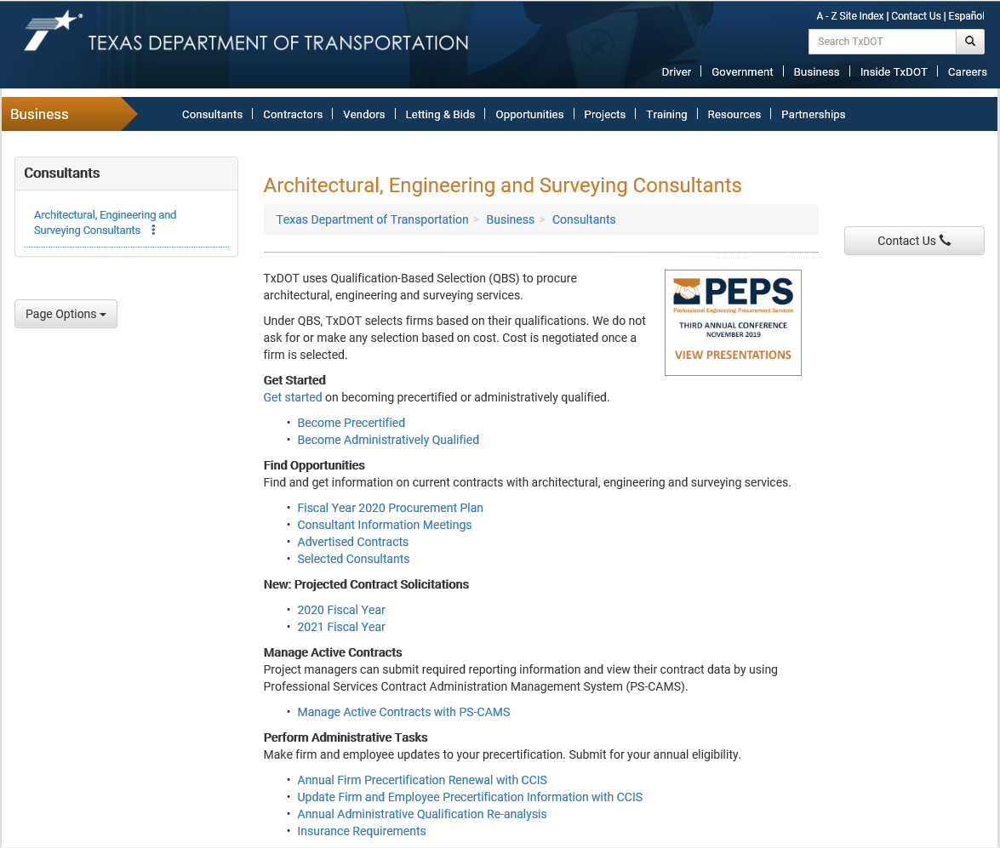 A - Z Site Index | Contact Us | Español
TEXAS DEPARTMENT OF TRANSPORTATION
Search TxDOT
Driver | Government | Business | Inside TxDOT | Careers
Business
Consultants | Contractors | Vendors | Letting & Bids | Opportunities | Projects | Training | Resources | Partnerships
Consultants
Architectural, Engineering and
Surveying Consultants
Page Options
Architectural, Engineering and Surveying Consultants
Texas Department of Transportation > Business > Consultants
Contact Us
TxDOT uses Qualification-Based Selection (QBS) to procure
architectural, engineering and surveying services.
Under QBS, TxDOT selects firms based on their qualifications. We do not
ask for or make any selection based on cost. Cost is negotiated once a
firm is selected.
PEPS
Professional Engineering Procurement Services
THIRD ANNUAL CONFERENCE
NOVEMBER 2019
VIEW PRESENTATIONS
Get Started
Get started on becoming precertified or administratively qualified.
• Become Precertified
• Become Administratively Qualified
Find Opportunities
Find and get information on current contracts with architectural, engineering and surveying services.
• Fiscal Year 2020 Procurement Plan
• Consultant Information Meetings
• Advertised Contracts
• Selected Consultants
New: Projected Contract Solicitations
• 2020 Fiscal Year
• 2021 Fiscal Year
Manage Active Contracts
Project managers can submit required reporting information and view their contract data by using
Professional Services Contract Administration Management System (PS-CAMS).
• Manage Active Contracts with PS-CAMS
Perform Administrative Tasks
Make firm and employee updates to your precertification. Submit for your annual eligibility.
• Annual Firm Precertification Renewal with CCIS
• Update Firm and Employee Precertification Information with CCIS
• Annual Administrative Qualification Re-analysis
• Insurance Requirements